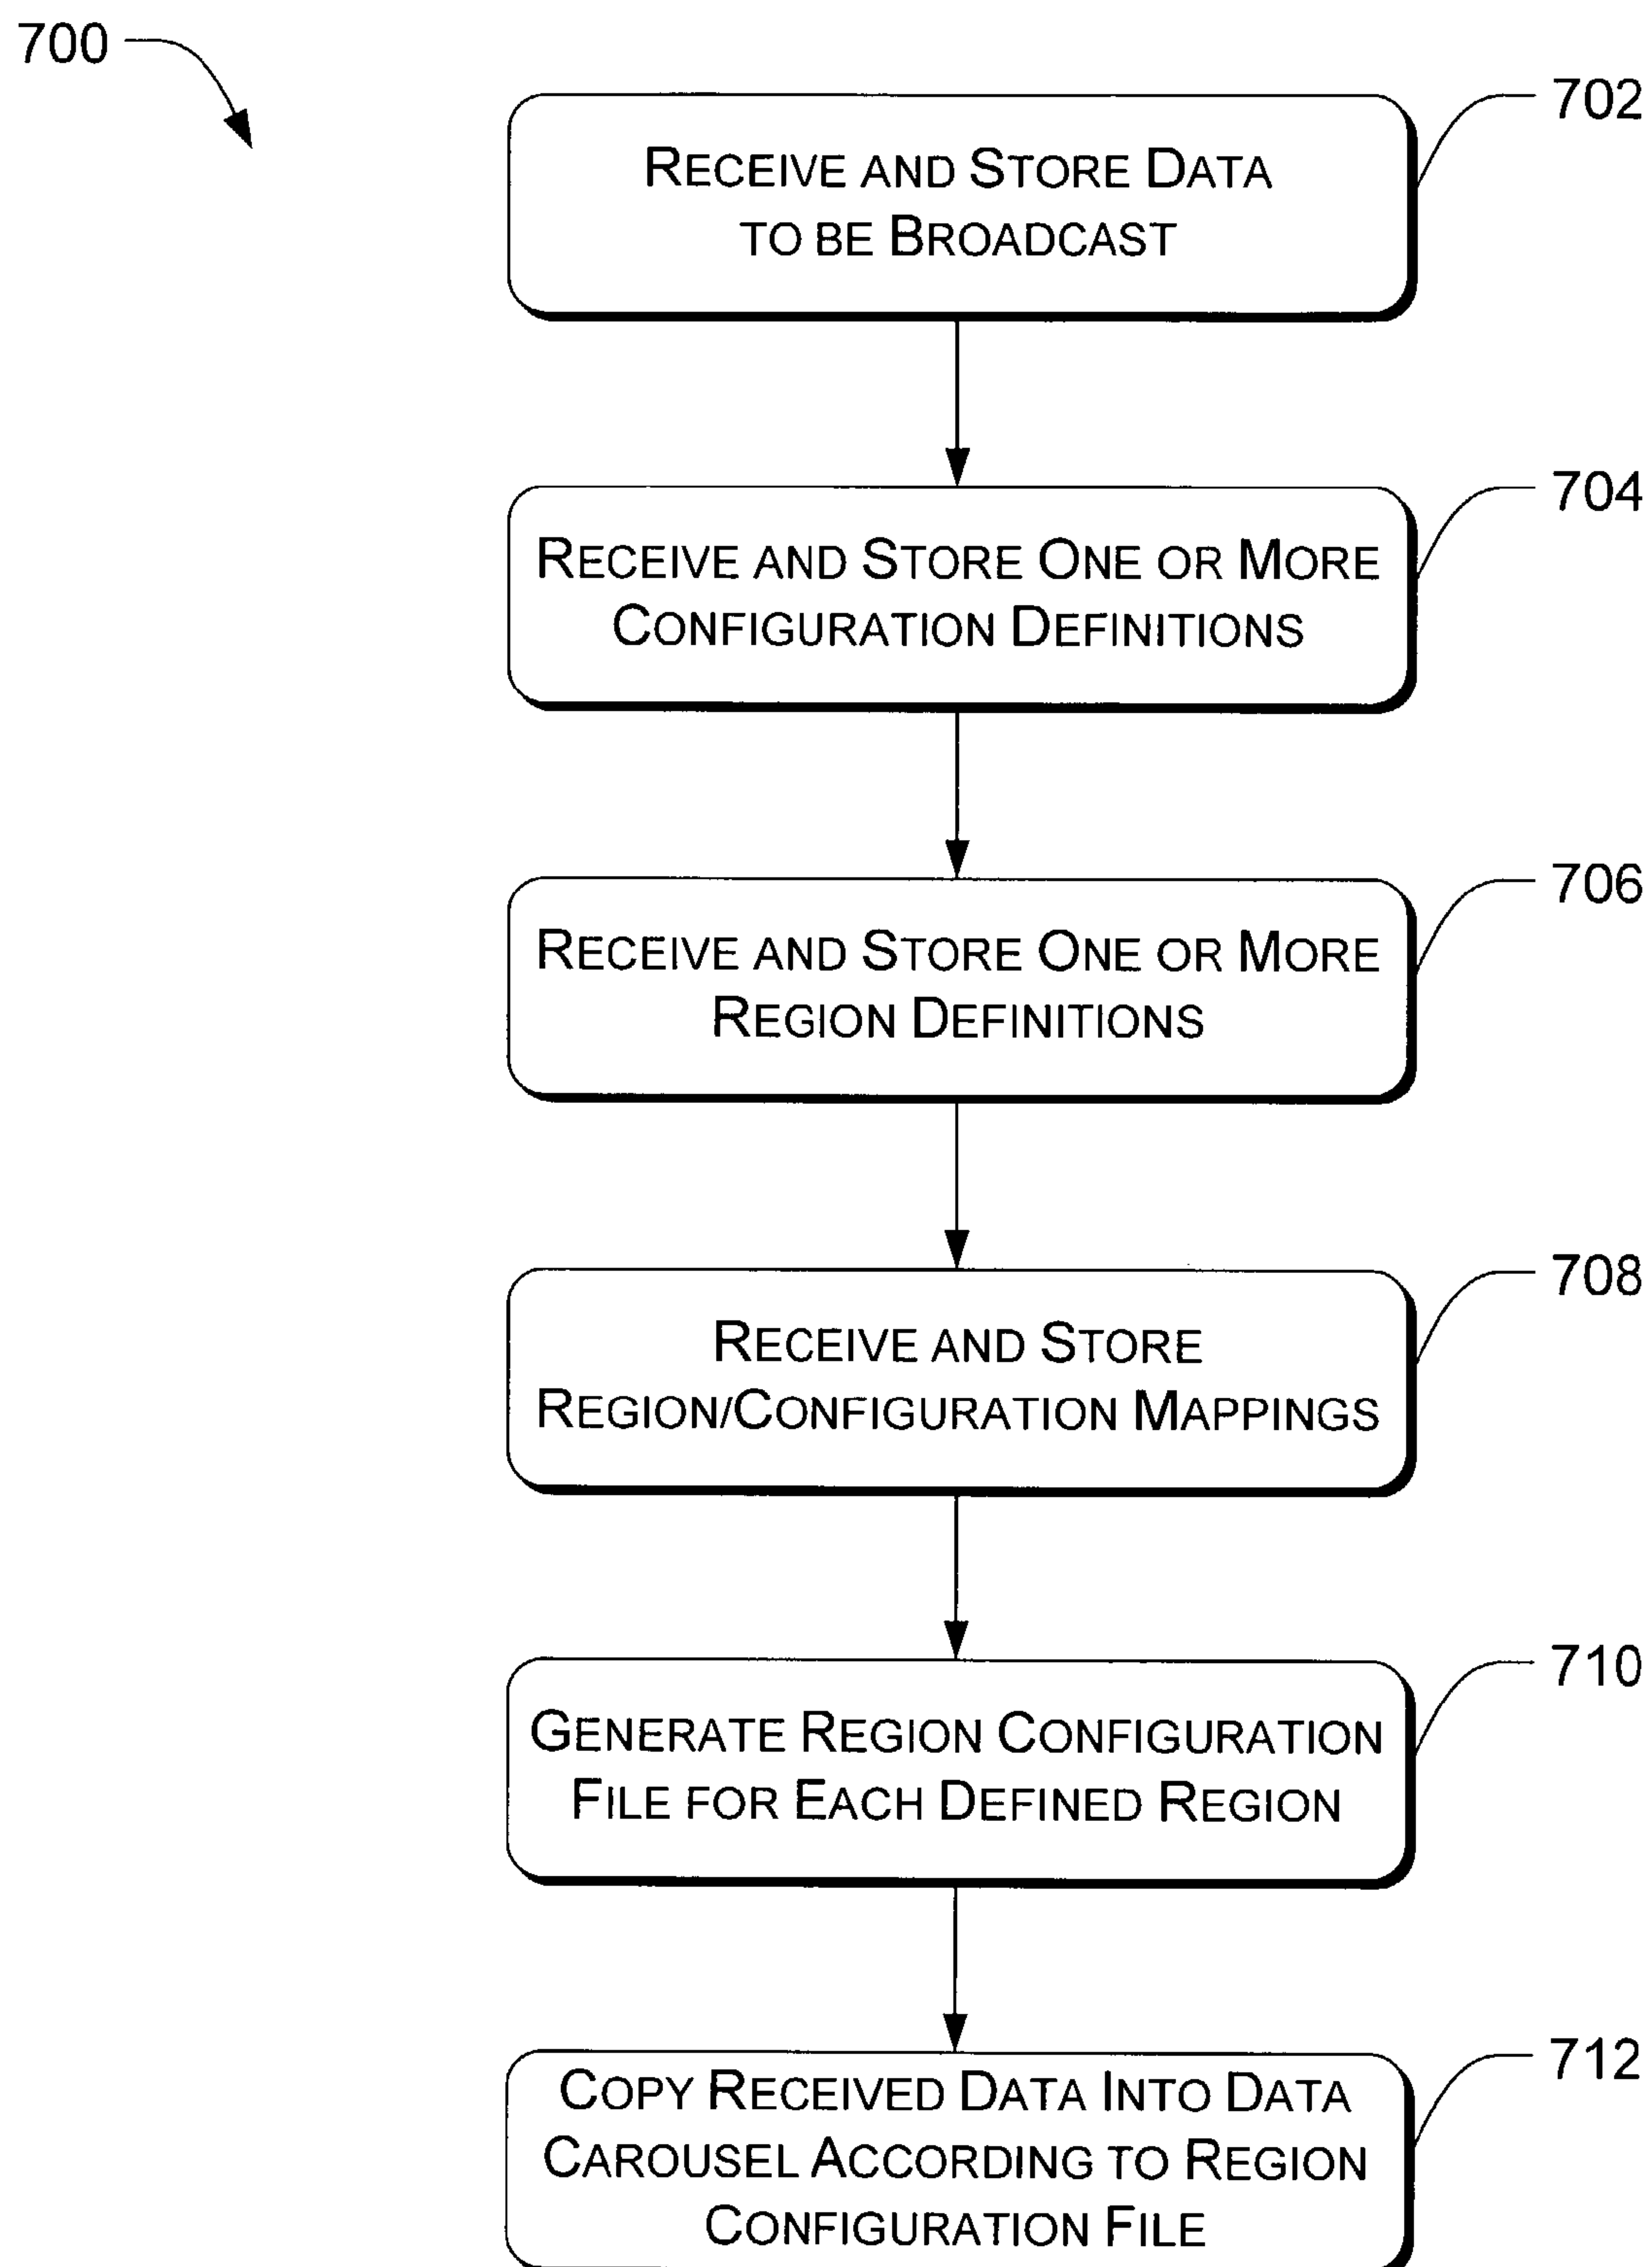 700
702
RECEIVE AND STORE DATA
TO BE BROADCAST
704
RECEIVE AND STORE ONE OR MORE
CONFIGURATION DEFINITIONS
706
RECEIVE AND STORE ONE OR MORE
REGION DEFINITIONS
708
RECEIVE AND STORE
REGION/CONFIGURATION MAPPINGS
710
GENERATE REGION CONFIGURATION
FILE FOR EACH DEFINED REGION
712
COPY RECEIVED DATA INTO DATA
CAROUSEL ACCORDING TO REGION
CONFIGURATION FILE